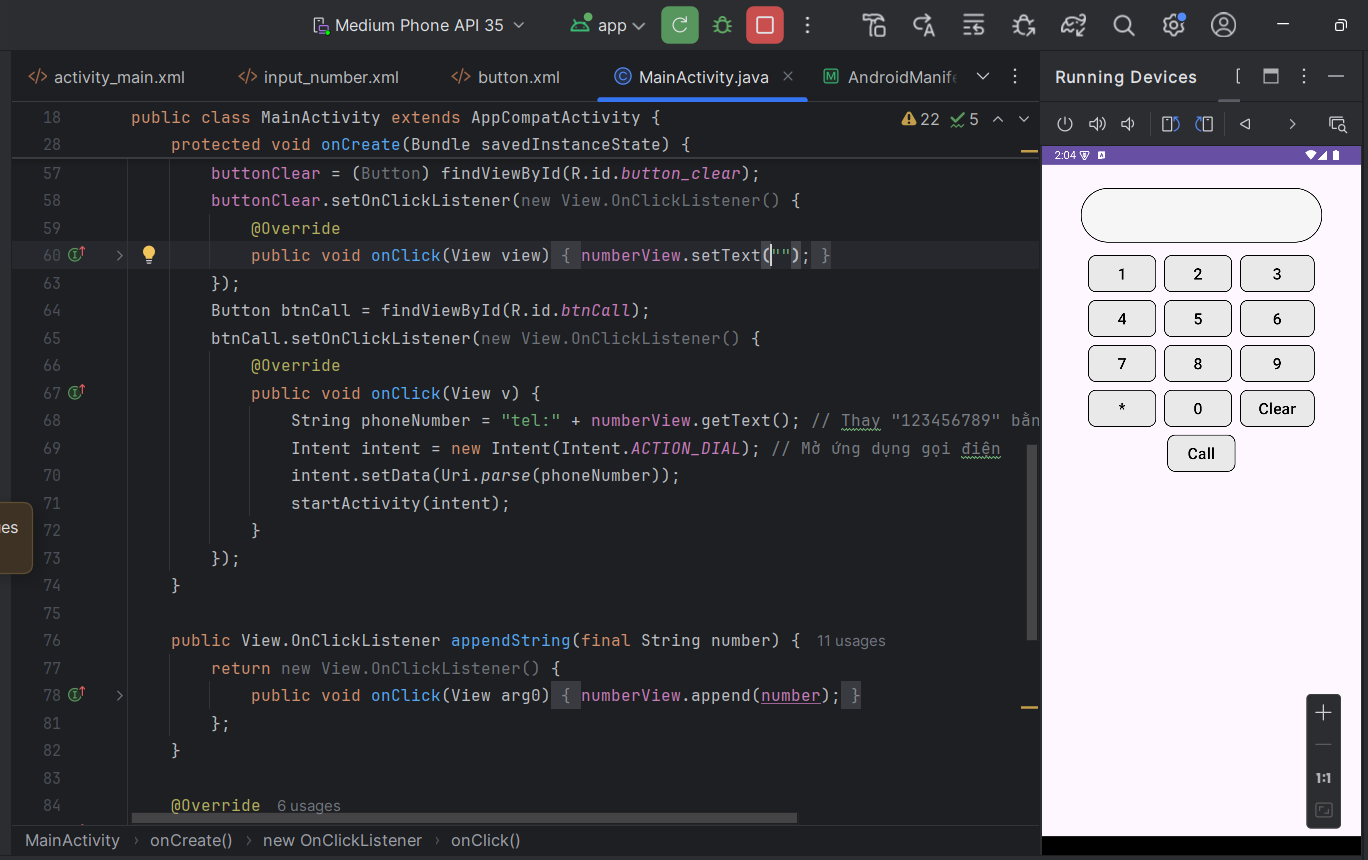 Medium Phone API 35 app
activity_main.xml input_number.xml button.xml MainActivity.java AndroidManife
Running Devices
18 public class MainActivity extends AppCompatActivity {
22 5
28 protected void onCreate(Bundle savedInstanceState) {
57 buttonClear = (Button) findViewById(R.id.button_clear);
58 buttonClear.setOnClickListener(new View.OnClickListener() {
59 @Override
60 public void onClick(View view) { numberView.setText(""); }
63 });
64 Button btnCall = findViewById(R.id.btnCall);
65 btnCall.setOnClickListener(new View.OnClickListener() {
66 @Override
67 public void onClick(View v) {
68 String phoneNumber = "tel:" + numberView.getText(); // Thay "123456789" bằn
69 Intent intent = new Intent(Intent.ACTION_DIAL); // Mở ứng dụng gọi điện
70 intent.setData(Uri.parse(phoneNumber));
71 startActivity(intent);
72 }
73 });
74 }
75
76 public View.OnClickListener appendString(final String number) { 11 usages
77 return new View.OnClickListener() {
78 public void onClick(View arg0) { numberView.append(number); }
81 };
82 }
83
84 @Override 6 usages
MainActivity › onCreate() › new OnClickListener › onClick()
es
2:04
1 2 3
4 5 6
7 8 9
* 0 Clear
Call
1:1